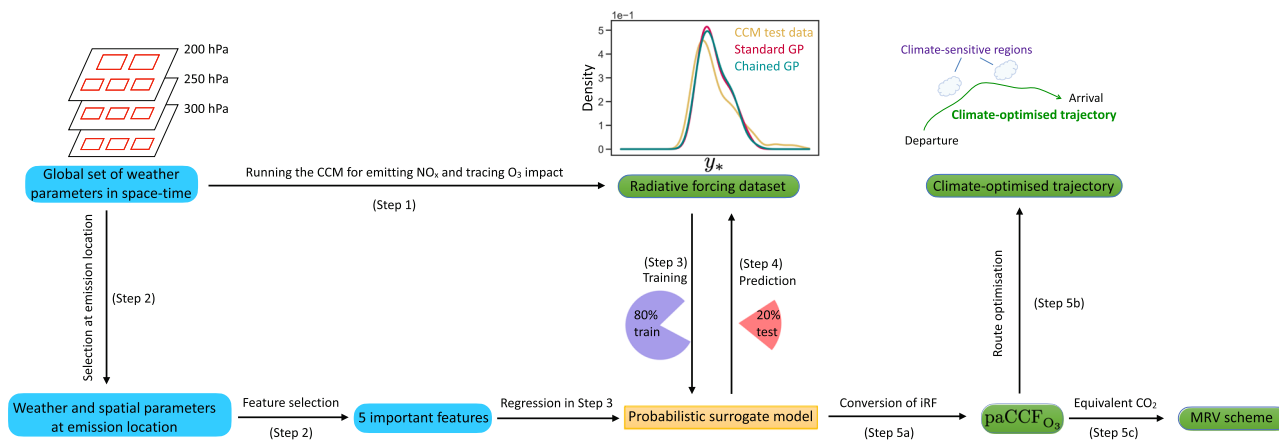 200 hPa
250 hPa
300 hPa
Global set of weather
parameters in space-time
Running the CCM for emitting NOₓ and tracing O₃ impact
(Step 1)
1e−1
5
4
3
2
1
0
Density
CCM test data
Standard GP
Chained GP
y*
Radiative forcing dataset
Climate-sensitive regions
Arrival
Climate-optimised trajectory
Departure
Climate-optimised trajectory
Selection at emission location
(Step 2)
(Step 3)
Training
80%
train
(Step 4)
Prediction
20%
test
Route optimisation
(Step 5b)
Weather and spatial parameters
at emission location
Feature selection
(Step 2)
5 important features
Regression in Step 3
Probabilistic surrogate model
Conversion of iRF
(Step 5a)
paCCF_O₃
Equivalent CO₂
(Step 5c)
MRV scheme